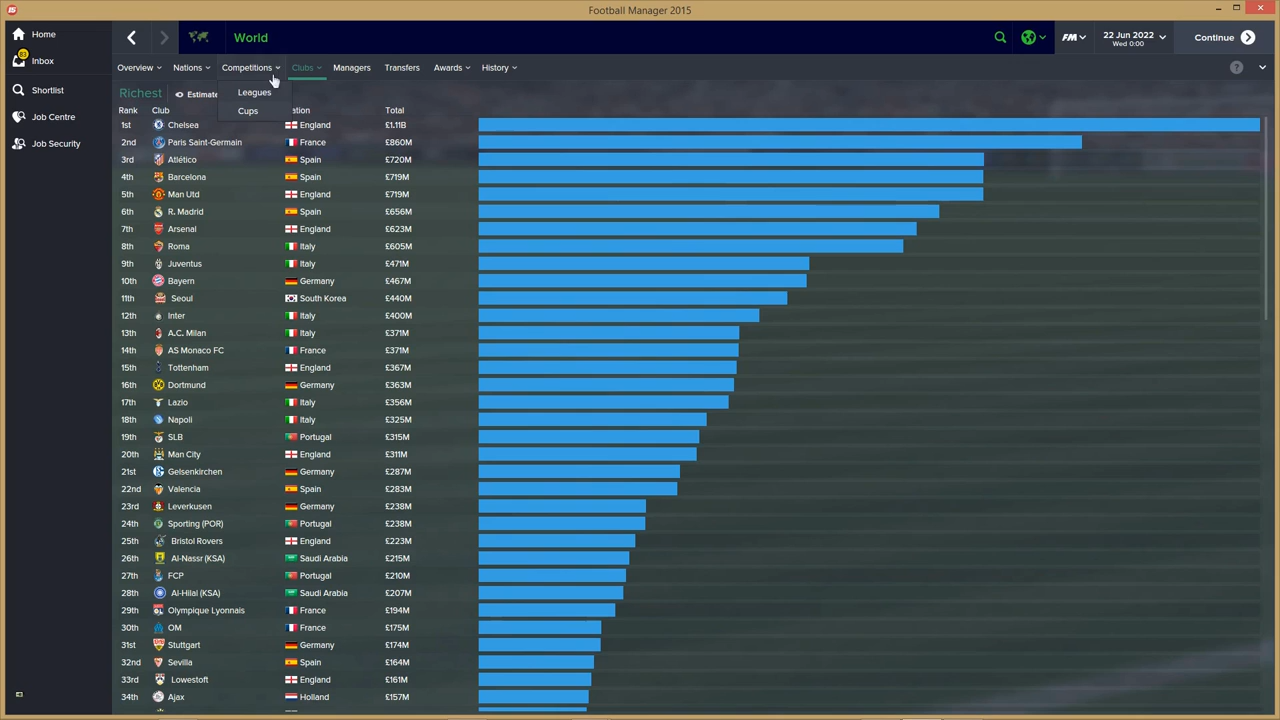 Football Manager 2015
Home
World
22 Jun 2022
Wed 0:00
FM
Continue
83
Inbox
Overview Nations Competitions Clubs Managers Transfers Awards History
?
Shortlist
Richest Estimate
Leagues
Job Centre
Rank Club Cups ation Total
Job Security
1st Chelsea England £1.11B
2nd Paris Saint-Germain France £860M
3rd Atlético Spain £720M
4th Barcelona Spain £719M
5th Man Utd England £719M
6th R. Madrid Spain £656M
7th Arsenal England £623M
8th Roma Italy £605M
9th Juventus Italy £471M
10th Bayern Germany £467M
11th Seoul South Korea £440M
12th Inter Italy £400M
13th A.C. Milan Italy £371M
14th AS Monaco FC France £371M
15th Tottenham England £367M
16th Dortmund Germany £363M
17th Lazio Italy £356M
18th Napoli Italy £325M
19th SLB Portugal £315M
20th Man City England £311M
21st Gelsenkirchen Germany £287M
22nd Valencia Spain £283M
23rd Leverkusen Germany £238M
24th Sporting (POR) Portugal £238M
25th Bristol Rovers England £223M
26th Al-Nassr (KSA) Saudi Arabia £215M
27th FCP Portugal £210M
28th Al-Hilal (KSA) Saudi Arabia £207M
29th Olympique Lyonnais France £194M
30th OM France £175M
31st Stuttgart Germany £174M
32nd Sevilla Spain £164M
33rd Lowestoft England £161M
34th Ajax Holland £157M